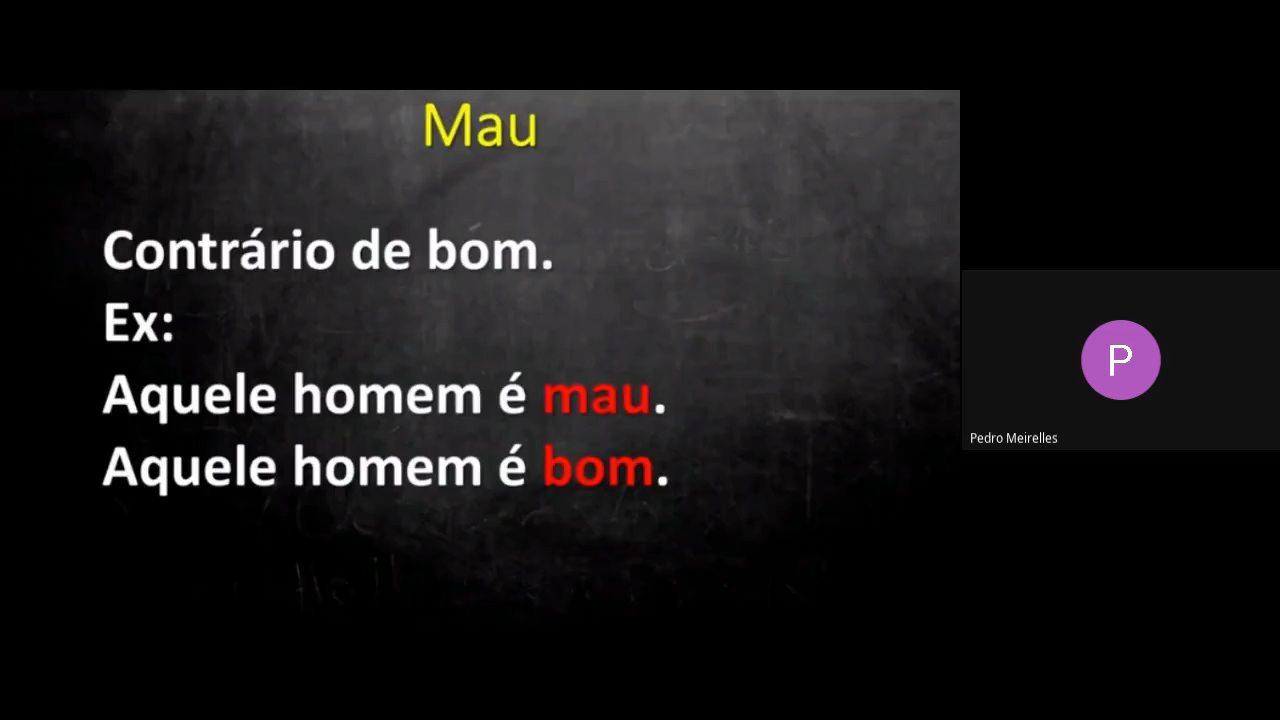 Mau
Contrário de bom.
Ex:
Aquele homem é mau.
Aquele homem é bom.
P
Pedro Meirelles